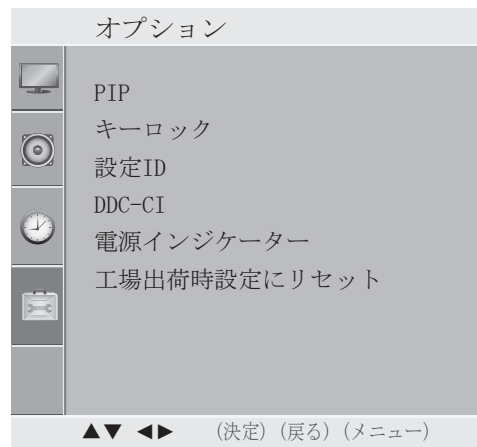 オプション
PIP
キーロック
設定ID
DDC-CI
電源インジケーター
工場出荷時設定にリセット
▲▼ ◀▶ (決定) (戻る) (メニュー)